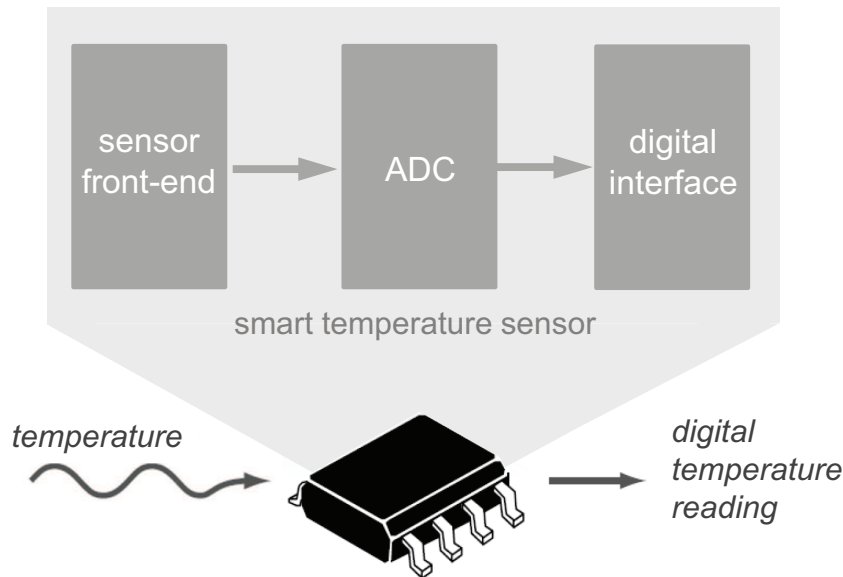 sensor
front-end
ADC
digital
interface
smart temperature sensor
temperature
digital
temperature
reading